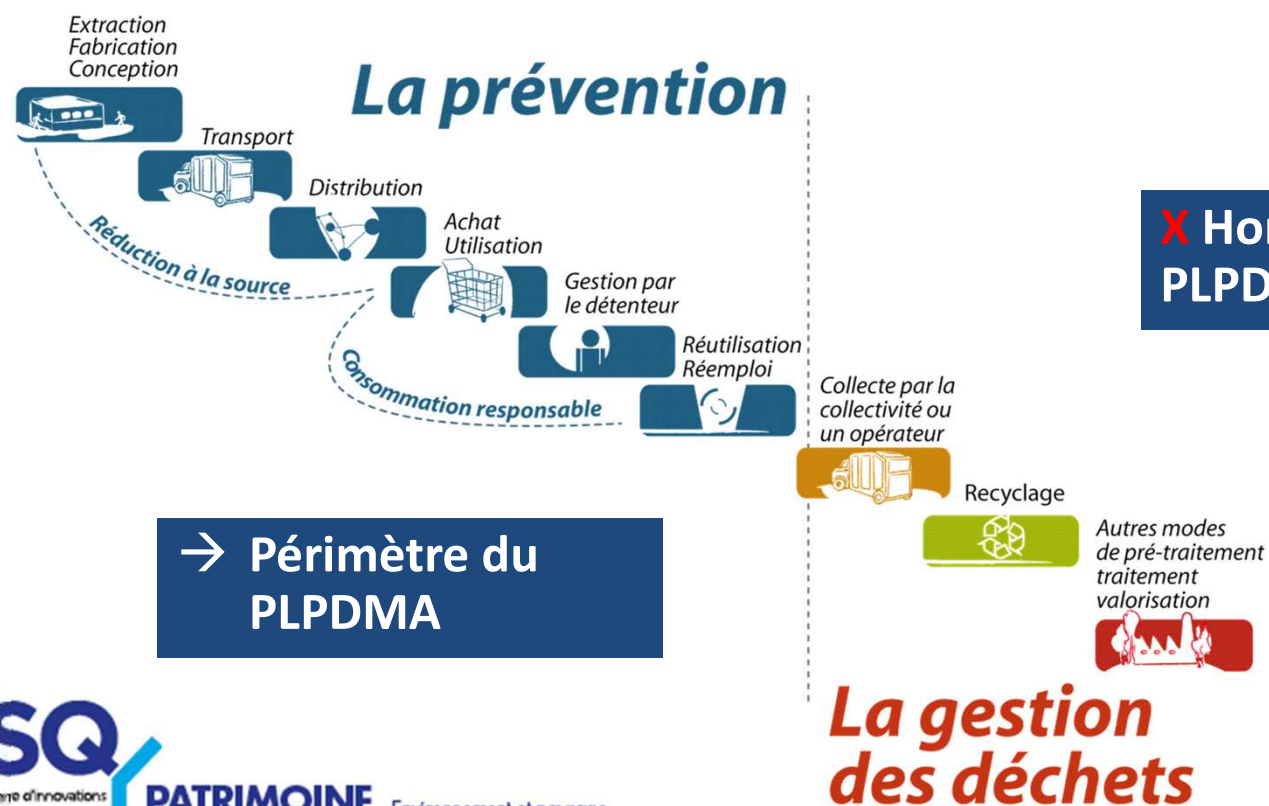 Extraction
Fabrication
Conception
La prévention
Transport
Distribution
Réduction à la source
Achat
Utilisation
Gestion par
le détenteur
Réutilisation
Réemploi
Consommation responsable
X Hor
PLPD
Collecte par la
collectivité ou
un opérateur
Recyclage
Autres modes
de pré-traitement
traitement
valorisation
→ Périmètre du
PLPDMA
La gestion
des déchets
SQ
d'innovations
PATRIMOINE